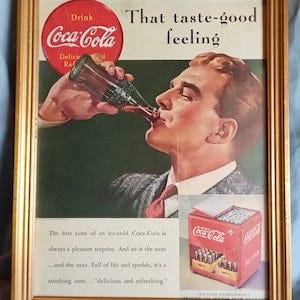 Drink
Coca-Cola
That taste-good
feeling
Coca-Cola
The first taste of an ice-cold Coca-Cola is
always a pleasant surprise. And so is the next
...and the next. Full of life and sparkle, it's a
satisfying taste ... "delicious and refreshing."